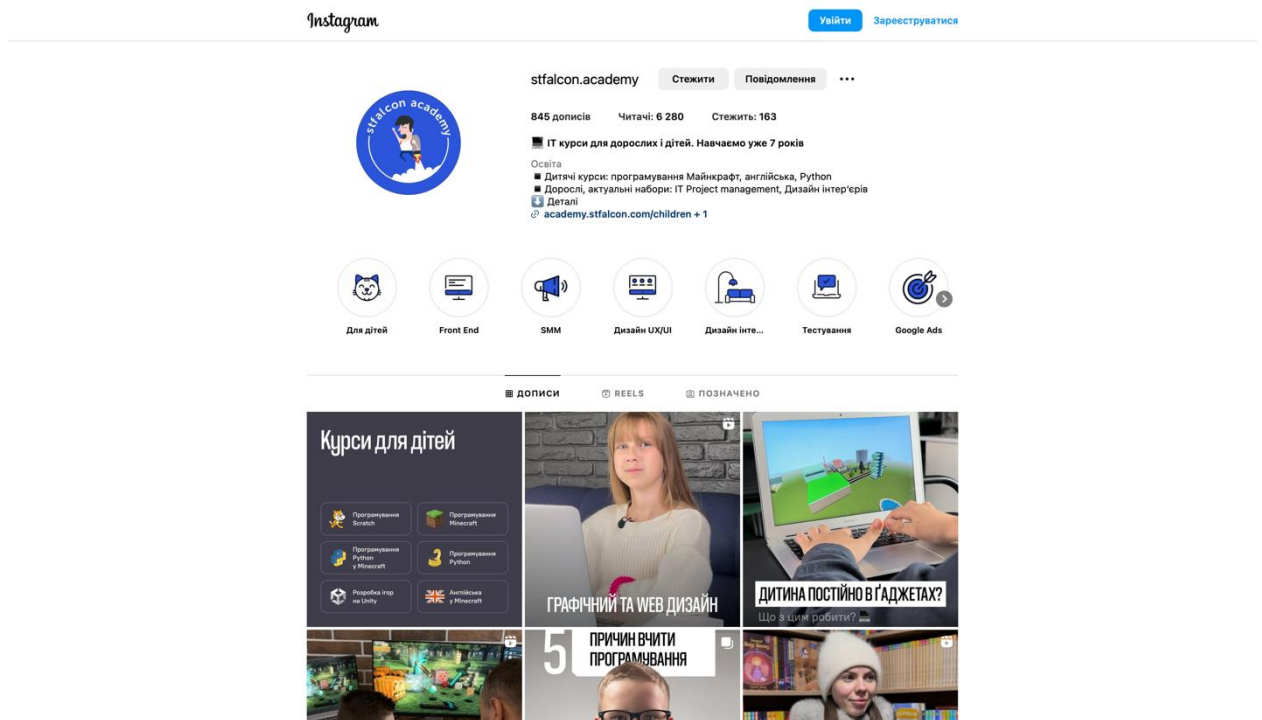 Instagram
Увійти
Зареєструватися
stfalcon academy
stfalcon.academy
Стежити
Повідомлення
845 дописів
Читачі: 6 280
Стежить: 163
IT курси для дорослих і дітей. Навчаємо уже 7 років
Освіта
Дитячі курси: програмування Майнкрафт, англійська, Python
Дорослі, актуальні набори: IT Project management, Дизайн інтер'єрів
Деталі
academy.stfalcon.com/children + 1
Для дітей
Front End
SMM
Дизайн UX/UI
Дизайн інте...
Тестування
Google Ads
ДОПИСИ
REELS
ПОЗНАЧЕНО
Курси для дітей
Програмування
Scratch
Програмування
Minecraft
Програмування
Python
у Minecraft
Програмування
Python
Розробка ігор
на Unity
Англійська
у Minecraft
ГРАФІЧНИЙ ТА WEB ДИЗАЙН
ДИТИНА ПОСТІЙНО В ҐАДЖЕТАХ?
Що з цим робити?
5
ПРИЧИН ВЧИТИ
ПРОГРАМУВАННЯ